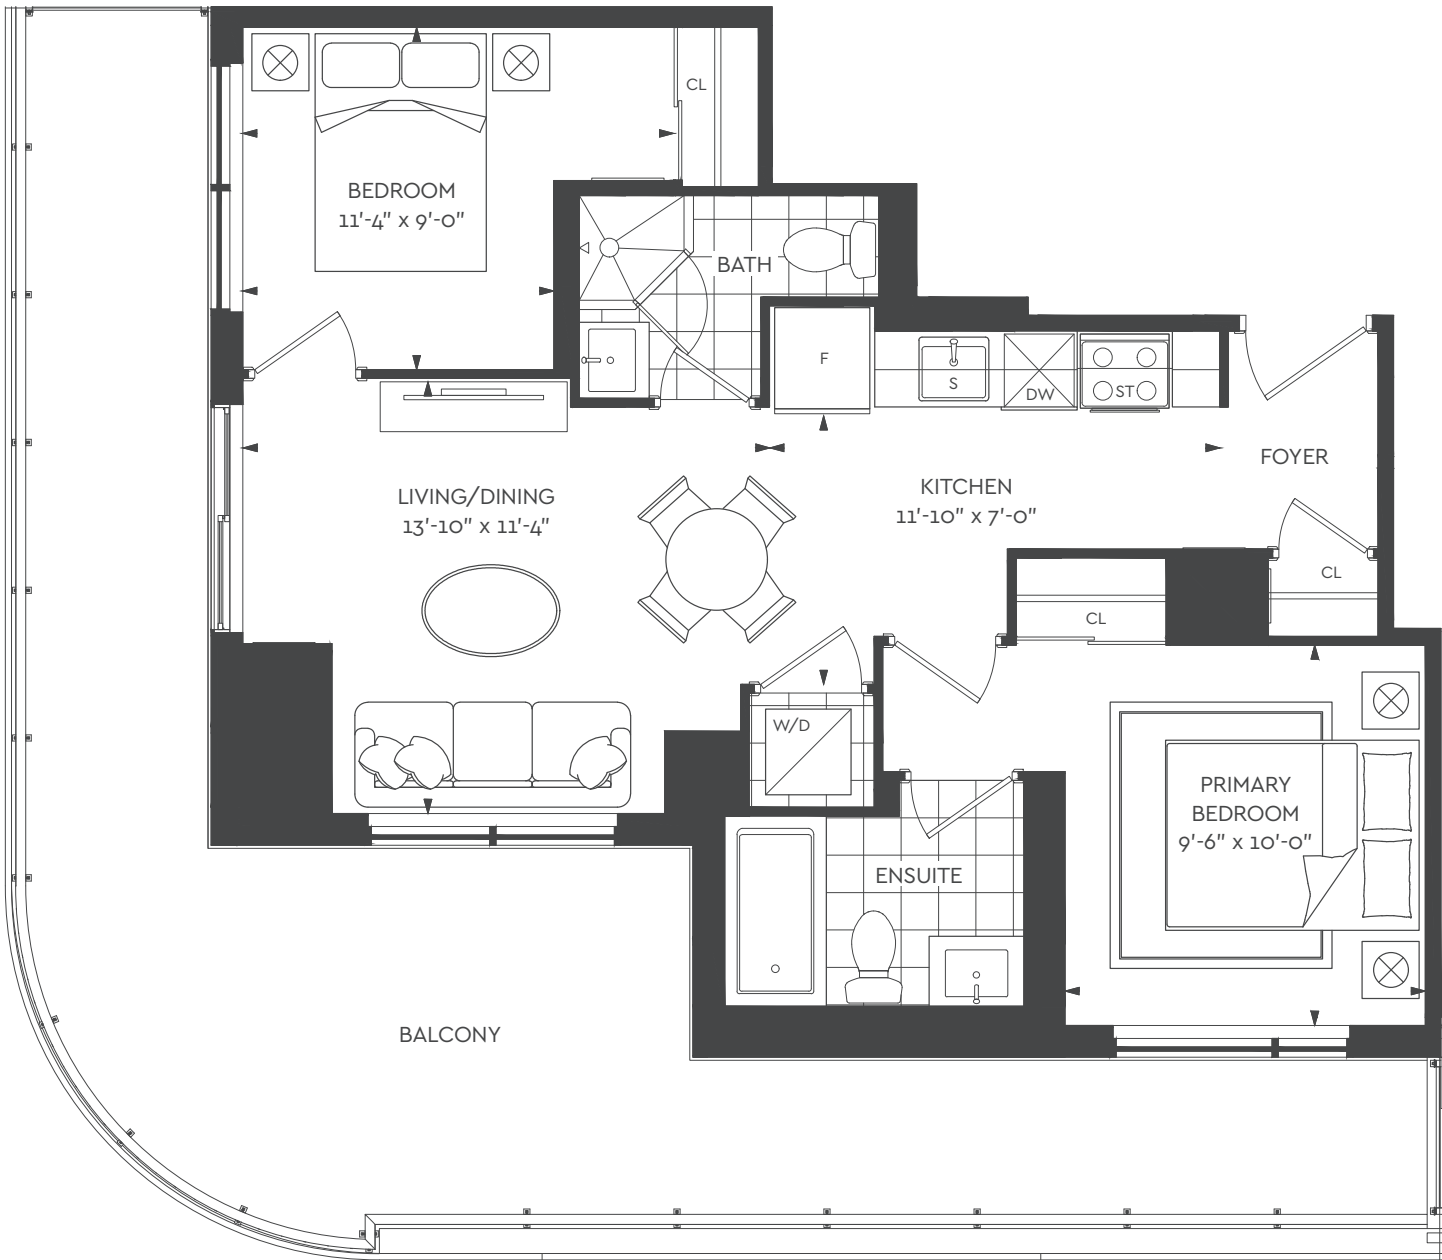 CL
BEDROOM
11'-4" x 9'-0"
BATH
F
S
DW
ST
FOYER
KITCHEN
11'-10" x 7'-0"
LIVING/DINING
13'-10" x 11'-4"
CL
CL
W/D
PRIMARY
BEDROOM
9'-6" x 10'-0"
ENSUITE
BALCONY